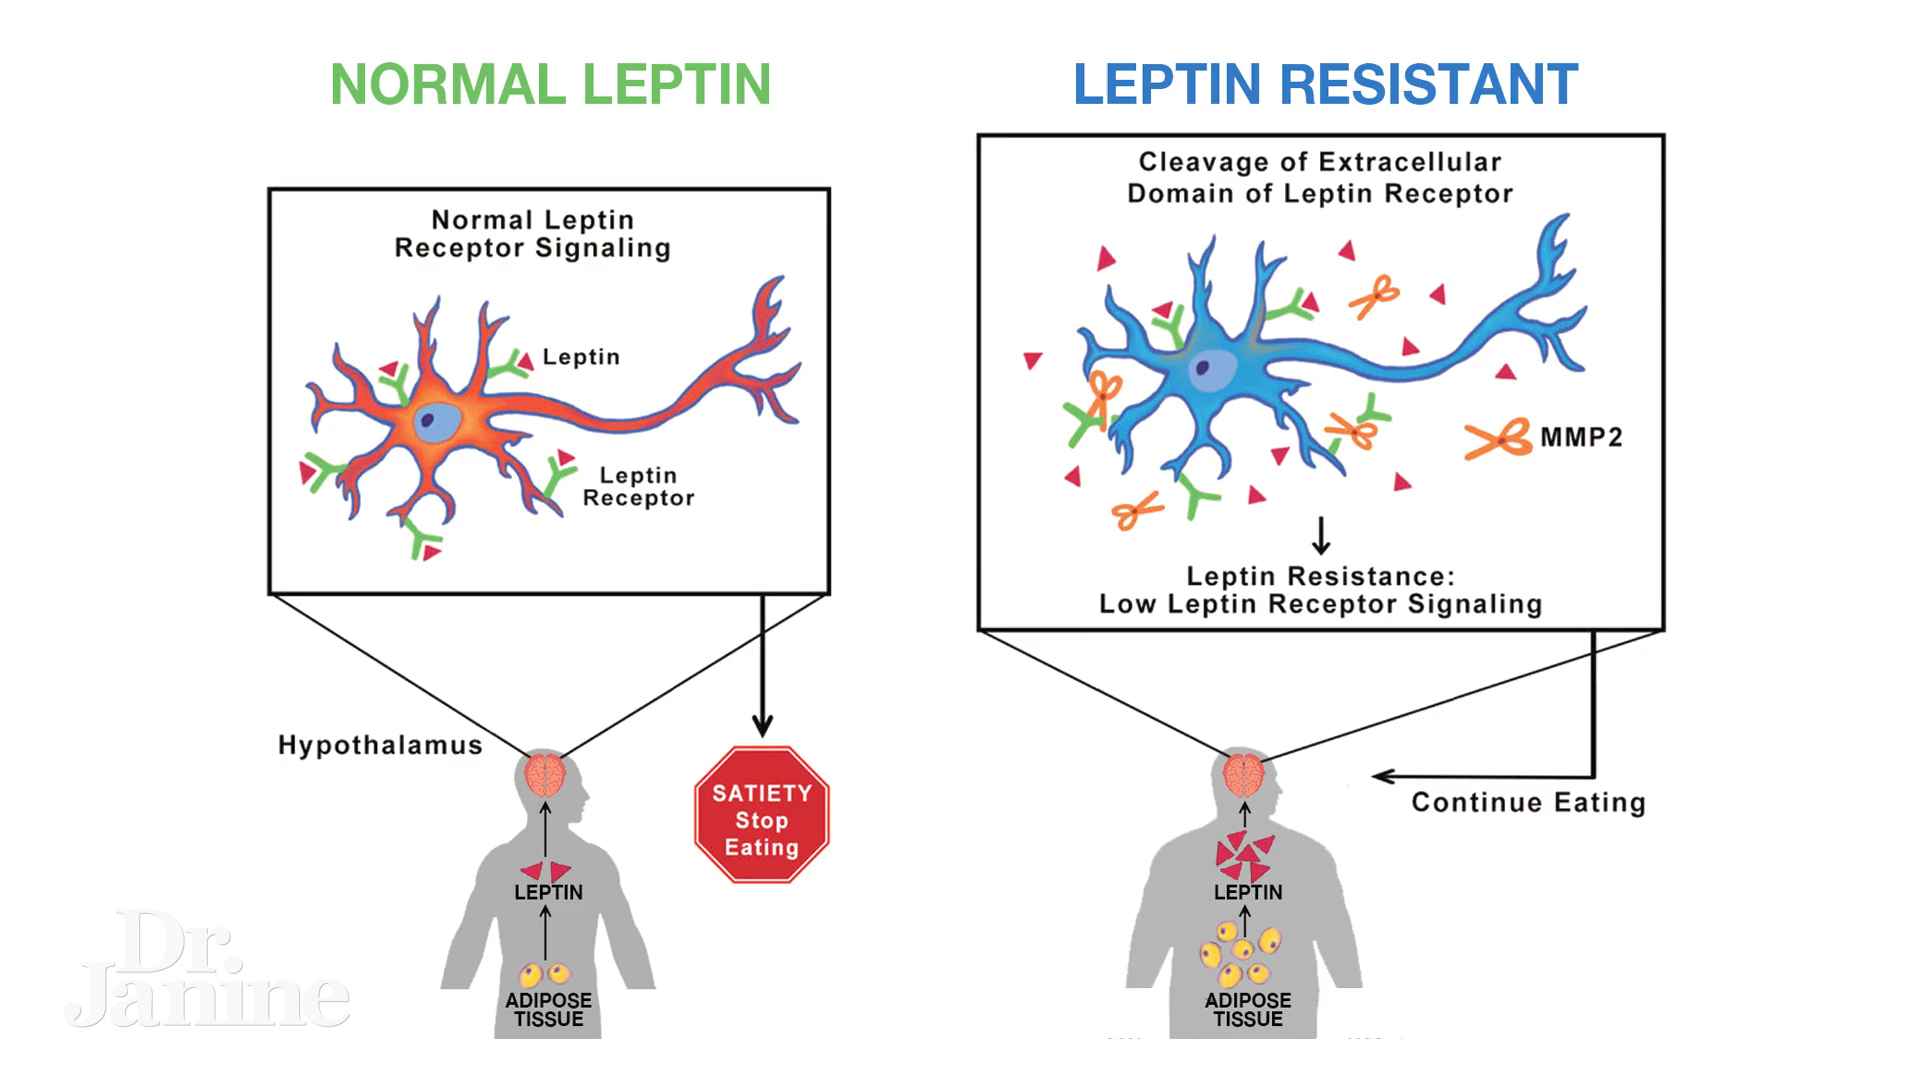 NORMAL LEPTIN
Normal Leptin
Receptor Signaling
Leptin
Leptin
Receptor
Hypothalamus
SATIETY
Stop
Eating
LEPTIN
ADIPOSE
TISSUE
LEPTIN RESISTANT
Cleavage of Extracellular
Domain of Leptin Receptor
MMP2
Leptin Resistance:
Low Leptin Receptor Signaling
Continue Eating
LEPTIN
ADIPOSE
TISSUE
Dr.
Janine